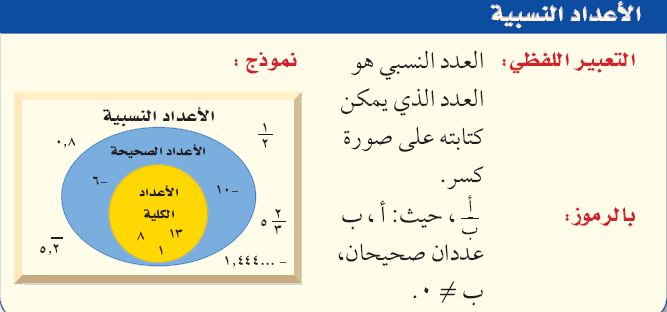 الأعداد النسبية
التعبير اللفظي: العدد النسبي هو
العدد الذي يمكن
كتابته على صورة
كسر.
بالرموز: أ/ب ، حيث: أ ، ب
عددان صحيحان،
ب ≠ ٠.
نموذج :
الأعداد النسبية
١/٢
٠,٨
الأعداد الصحيحة
-٦
-١٠
الأعداد
الكلية
١٣
٨
١
٥ ٢/٣
٥,٢̅
-١,٤٤٤...